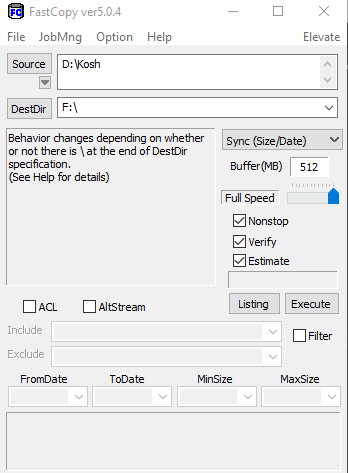 FC FastCopy ver5.0.4
File JobMng Option Help Elevate
Source D:\Kosh
DestDir F:\
Behavior changes depending on whether
or not there is \ at the end of DestDir
specification.
(See Help for details)
Sync (Size/Date)
Buffer(MB) 512
Full Speed
Nonstop
Verify
Estimate
Listing Execute
ACL AltStream
Include
Filter
Exclude
FromDate ToDate MinSize MaxSize